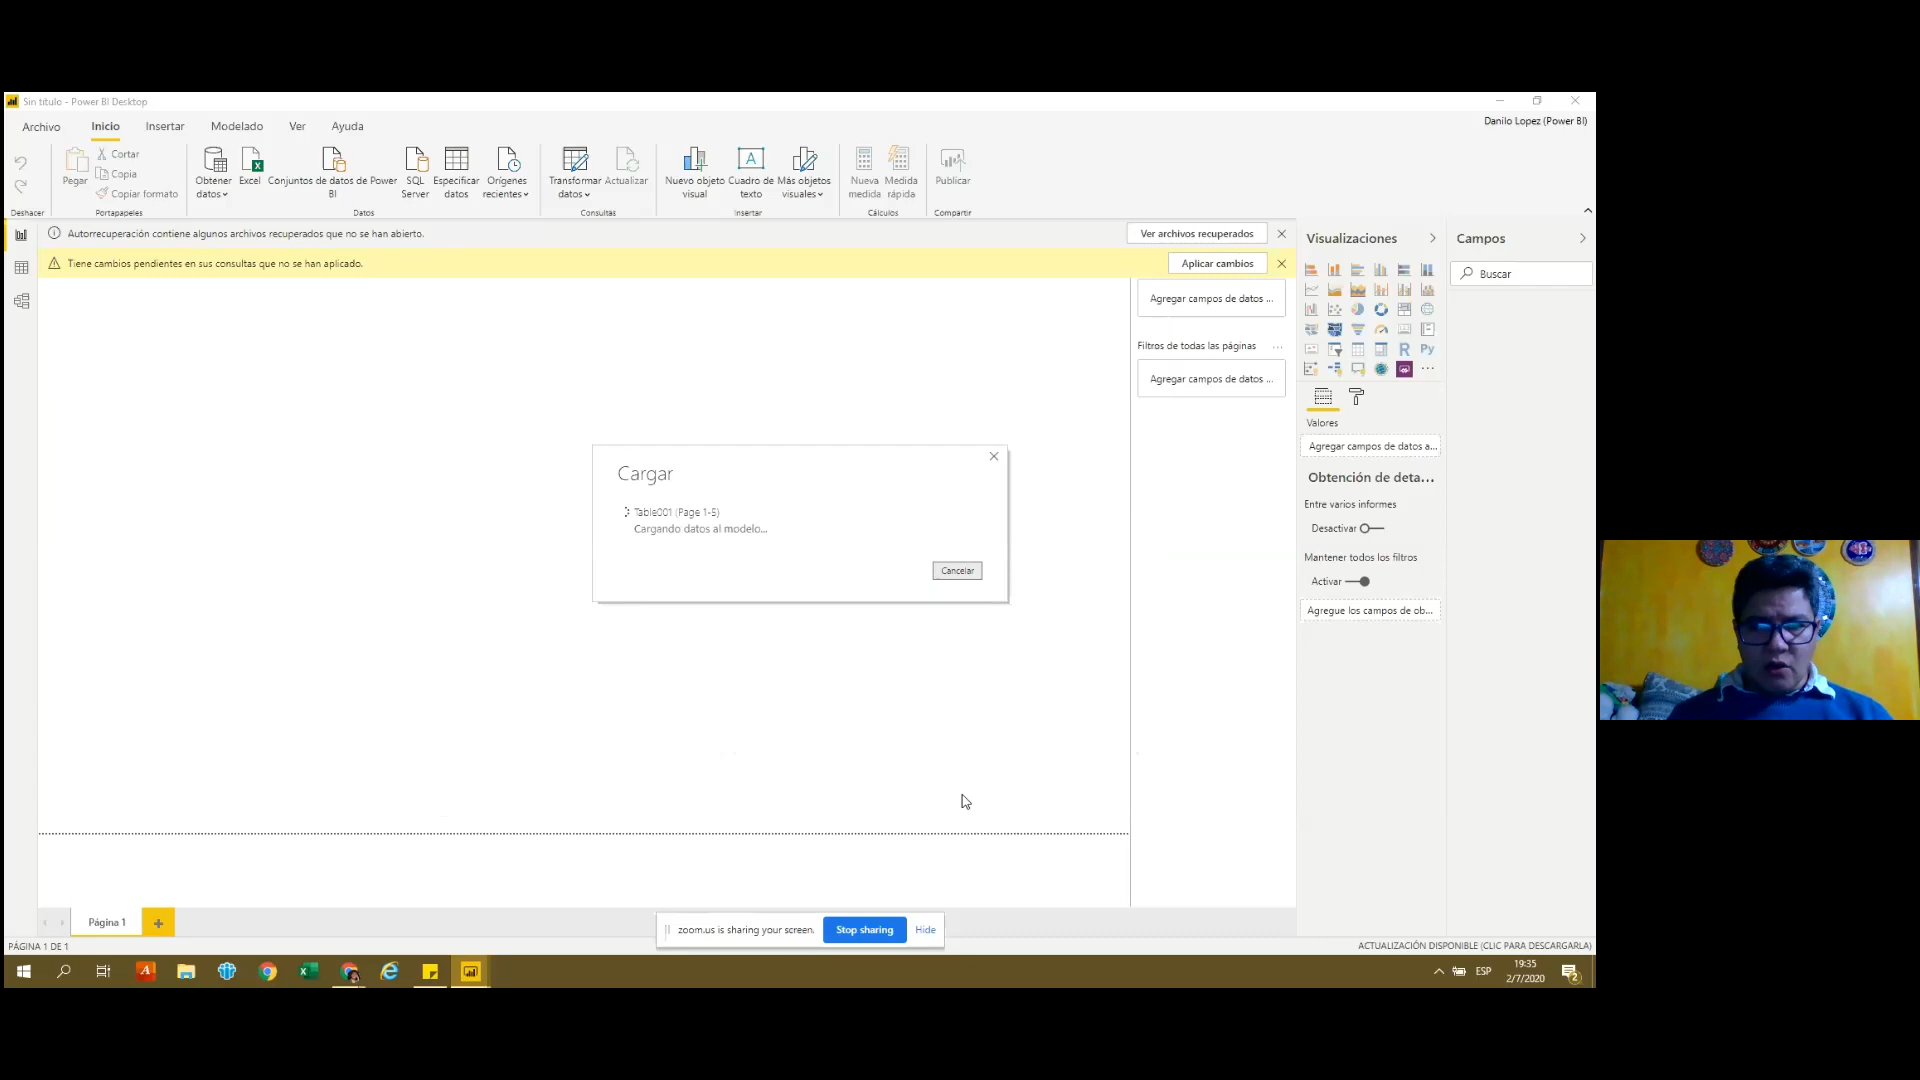 Sin título - Power BI Desktop
Archivo
Inicio
Insertar
Modelado
Ver
Ayuda
Danilo Lopez (Power BI)
Pegar
Cortar
Copia
Copiar formato
Obtener datos
Excel
Conjuntos de datos de Power BI
SQL Server
Especificar datos
Orígenes recientes
Transformar datos
Actualizar
Nuevo objeto visual
Cuadro de texto
Más objetos visuales
Nueva medida
Medida rápida
Publicar
Deshacer
Portapapeles
Datos
Consultas
Insertar
Cálculos
Compartir
Autorrecuperación contiene algunos archivos recuperados que no se han abierto.
Ver archivos recuperados
Tiene cambios pendientes en sus consultas que no se han aplicado.
Aplicar cambios
Agregar campos de datos ...
Filtros de todas las páginas
...
Agregar campos de datos ...
Visualizaciones
R
Py
...
Valores
Agregar campos de datos a...
Obtención de deta...
Entre varios informes
Desactivar
Mantener todos los filtros
Activar
Agregue los campos de ob...
Campos
Buscar
Cargar
Table001 (Page 1-5)
Cargando datos al modelo...
Cancelar
Página 1
+
PÁGINA 1 DE 1
zoom.us is sharing your screen.
Stop sharing
Hide
ACTUALIZACIÓN DISPONIBLE (CLIC PARA DESCARGARLA)
ESP
19:35
2/7/2020
2